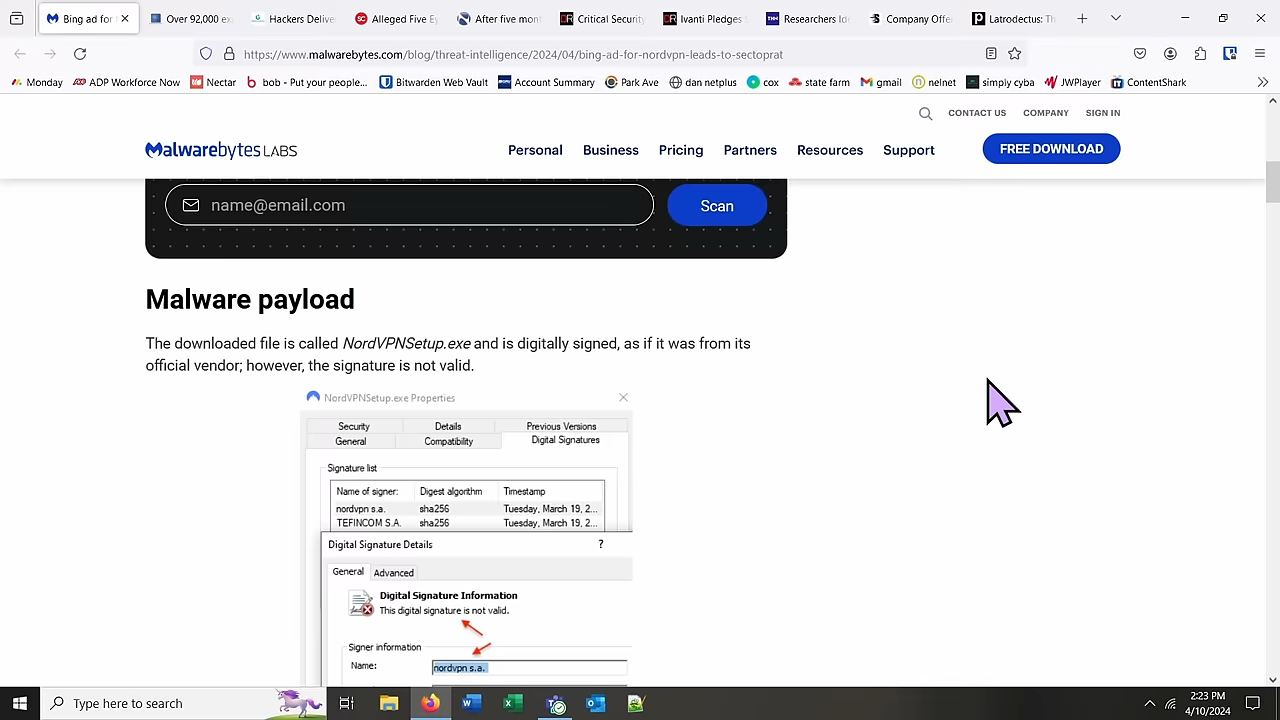 Bing ad for
Over 92,000 ex
Hackers Deliver
Alleged Five Ey
After five mont
Critical Security
Ivanti Pledges S
Researchers Ide
Company Offe
Latrodectus: Th
https://www.malwarebytes.com/blog/threat-intelligence/2024/04/bing-ad-for-nordvpn-leads-to-sectoprat
Monday
ADP Workforce Now
Nectar
bob - Put your people...
Bitwarden Web Vault
Account Summary
Park Ave
dan netplus
cox
state farm
gmail
nelnet
simply cyba
JWPlayer
ContentShark
CONTACT US
COMPANY
SIGN IN
Malwarebytes LABS
Personal
Business
Pricing
Partners
Resources
Support
FREE DOWNLOAD
name@email.com
Scan
Malware payload
The downloaded file is called NordVPNSetup.exe and is digitally signed, as if it was from its
official vendor; however, the signature is not valid.
NordVPNSetup.exe Properties
Security
Details
Previous Versions
General
Compatibility
Digital Signatures
Signature list
Name of signer:
Digest algorithm
Timestamp
nordvpn s.a.
sha256
Tuesday, March 19, 2...
TEFINCOM S.A.
sha256
Tuesday, March 19, 2...
Digital Signature Details
?
General
Advanced
Digital Signature Information
This digital signature is not valid.
Signer information
Name:
nordvpn s.a.
Type here to search
2:23 PM
4/10/2024